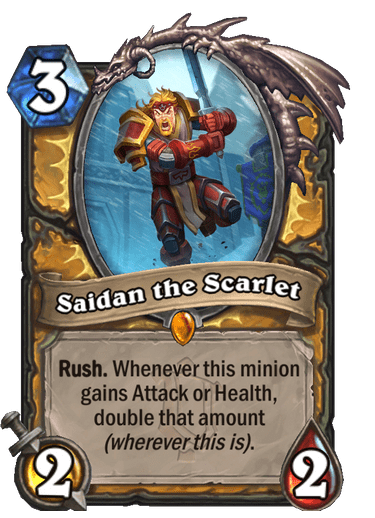 3
Saidan the Scarlet
Rush. Whenever this minion
gains Attack or Health,
double that amount
(wherever this is).
2
2